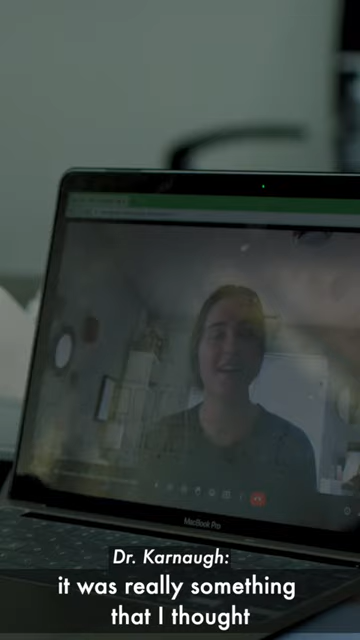 MacBook Pro
Dr. Karnaugh:
it was really something
that I thought